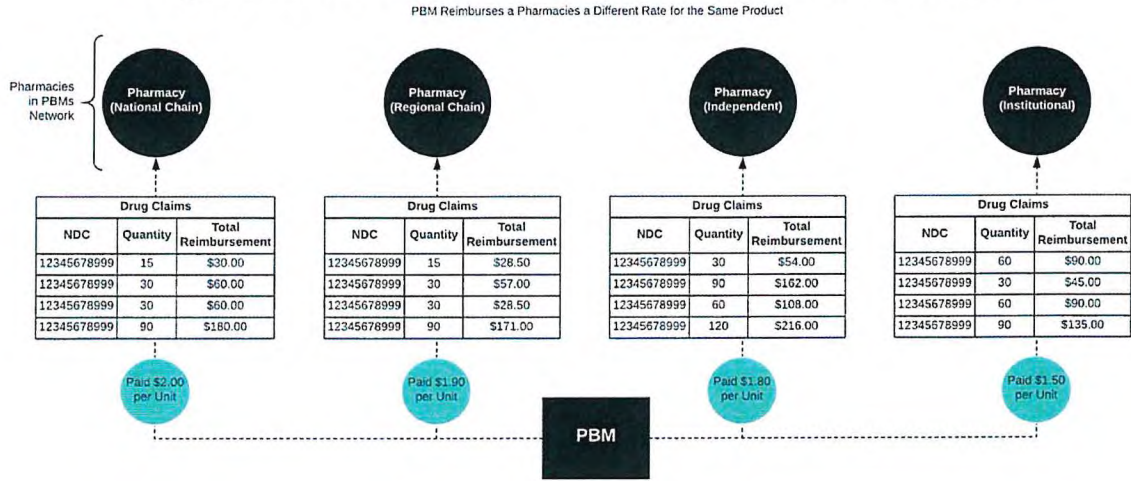 PBM Reimburses a Pharmacies a Different Rate for the Same Product
Pharmacies
in PBMs
Network
Pharmacy
(National Chain)
Pharmacy
(Regional Chain)
Pharmacy
(Independent)
Pharmacy
(Institutional)
Drug Claims
NDC Quantity Total Reimbursement
12345678999 15 $30.00
12345678999 30 $60.00
12345678999 30 $60.00
12345678999 90 $180.00
Drug Claims
NDC Quantity Total Reimbursement
12345678999 15 $28.50
12345678999 30 $57.00
12345678999 30 $28.50
12345678999 90 $171.00
Drug Claims
NDC Quantity Total Reimbursement
12345678999 30 $54.00
12345678999 90 $162.00
12345678999 60 $108.00
12345678999 120 $216.00
Drug Claims
NDC Quantity Total Reimbursement
12345678999 60 $90.00
12345678999 30 $45.00
12345678999 60 $90.00
12345678999 90 $135.00
Paid $2.00
per Unit
Paid $1.90
per Unit
Paid $1.80
per Unit
Paid $1.50
per Unit
PBM